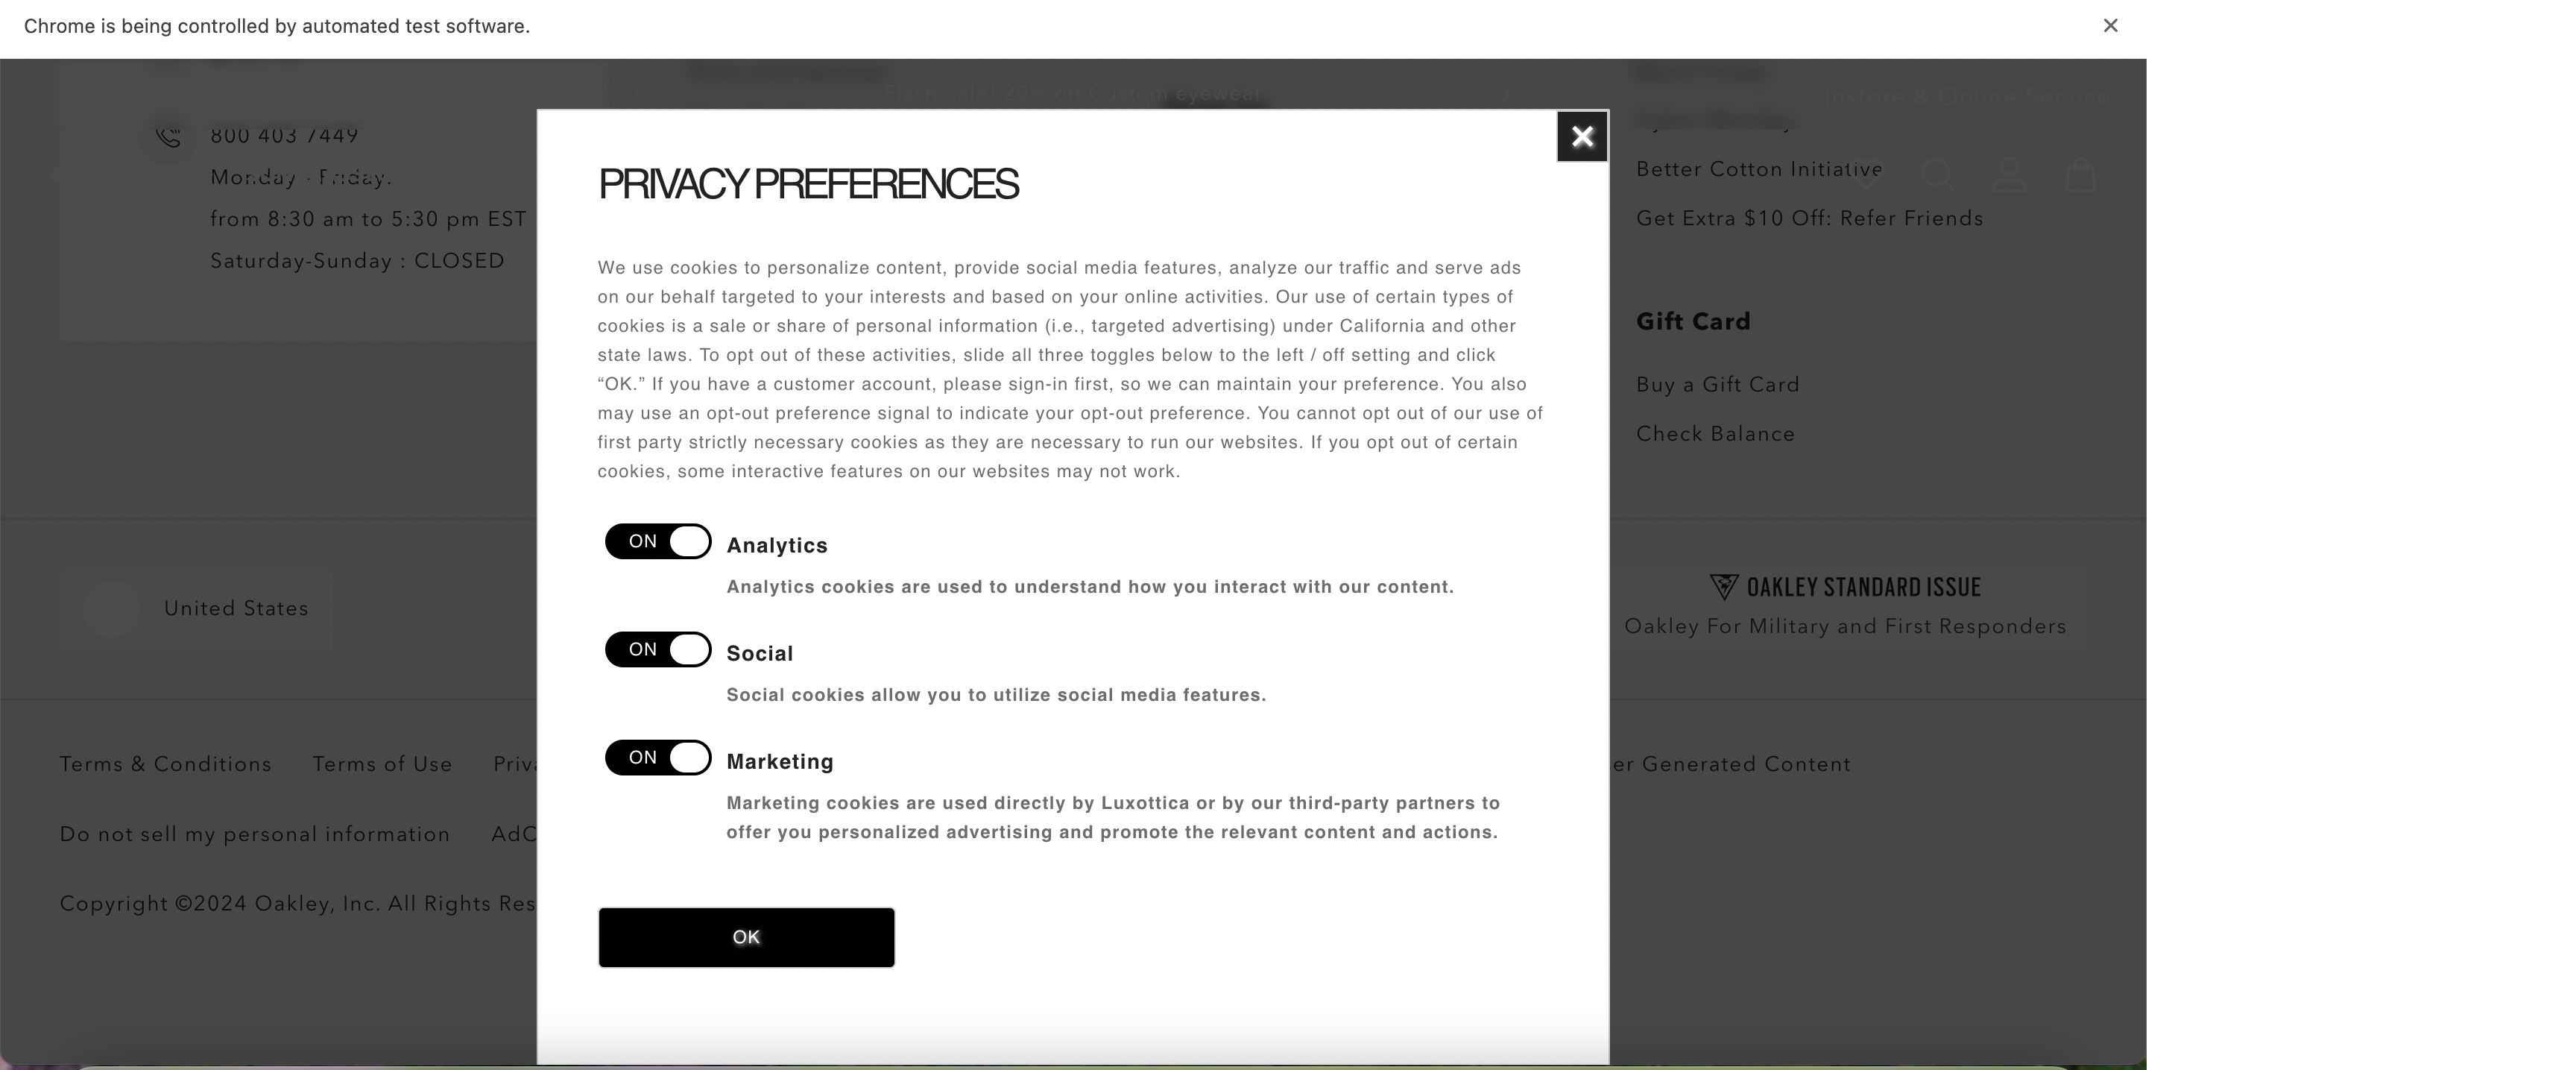 Chrome is being controlled by automated test software.
Flash Sale! 20% off Custom eyewear
Instore & Online Services
800 403 7449
Monday - Friday:
from 8:30 am to 5:30 pm EST
Saturday-Sunday : CLOSED
PRIVACY PREFERENCES
We use cookies to personalize content, provide social media features, analyze our traffic and serve ads
on our behalf targeted to your interests and based on your online activities. Our use of certain types of
cookies is a sale or share of personal information (i.e., targeted advertising) under California and other
state laws. To opt out of these activities, slide all three toggles below to the left / off setting and click
“OK.” If you have a customer account, please sign-in first, so we can maintain your preference. You also
may use an opt-out preference signal to indicate your opt-out preference. You cannot opt out of our use of
first party strictly necessary cookies as they are necessary to run our websites. If you opt out of certain
cookies, some interactive features on our websites may not work.
ON Analytics
Analytics cookies are used to understand how you interact with our content.
ON Social
Social cookies allow you to utilize social media features.
ON Marketing
Marketing cookies are used directly by Luxottica or by our third-party partners to
offer you personalized advertising and promote the relevant content and actions.
OK
Better Cotton Initiative
Get Extra $10 Off: Refer Friends
Gift Card
Buy a Gift Card
Check Balance
United States
OAKLEY STANDARD ISSUE
Oakley For Military and First Responders
Terms & Conditions Terms of Use
Generated Content
Do not sell my personal information
Copyright ©2024 Oakley, Inc. All Rights